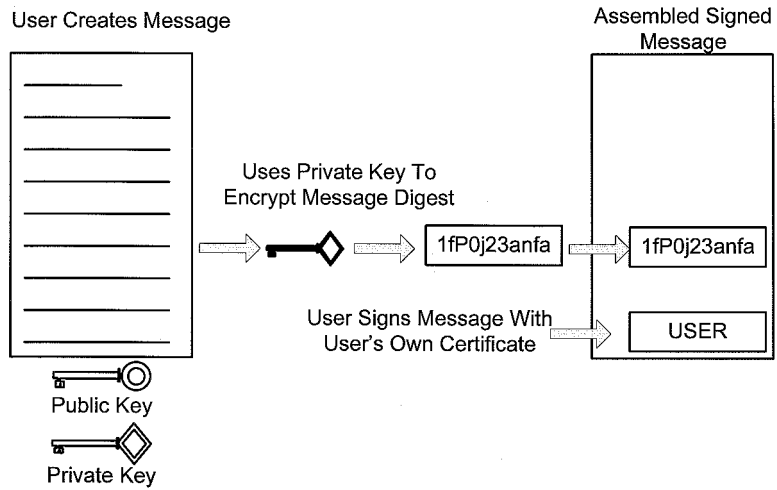 User Creates Message
Assembled Signed
Message
Uses Private Key To
Encrypt Message Digest
1fP0j23anfa
1fP0j23anfa
User Signs Message With
User's Own Certificate
USER
Public Key
Private Key